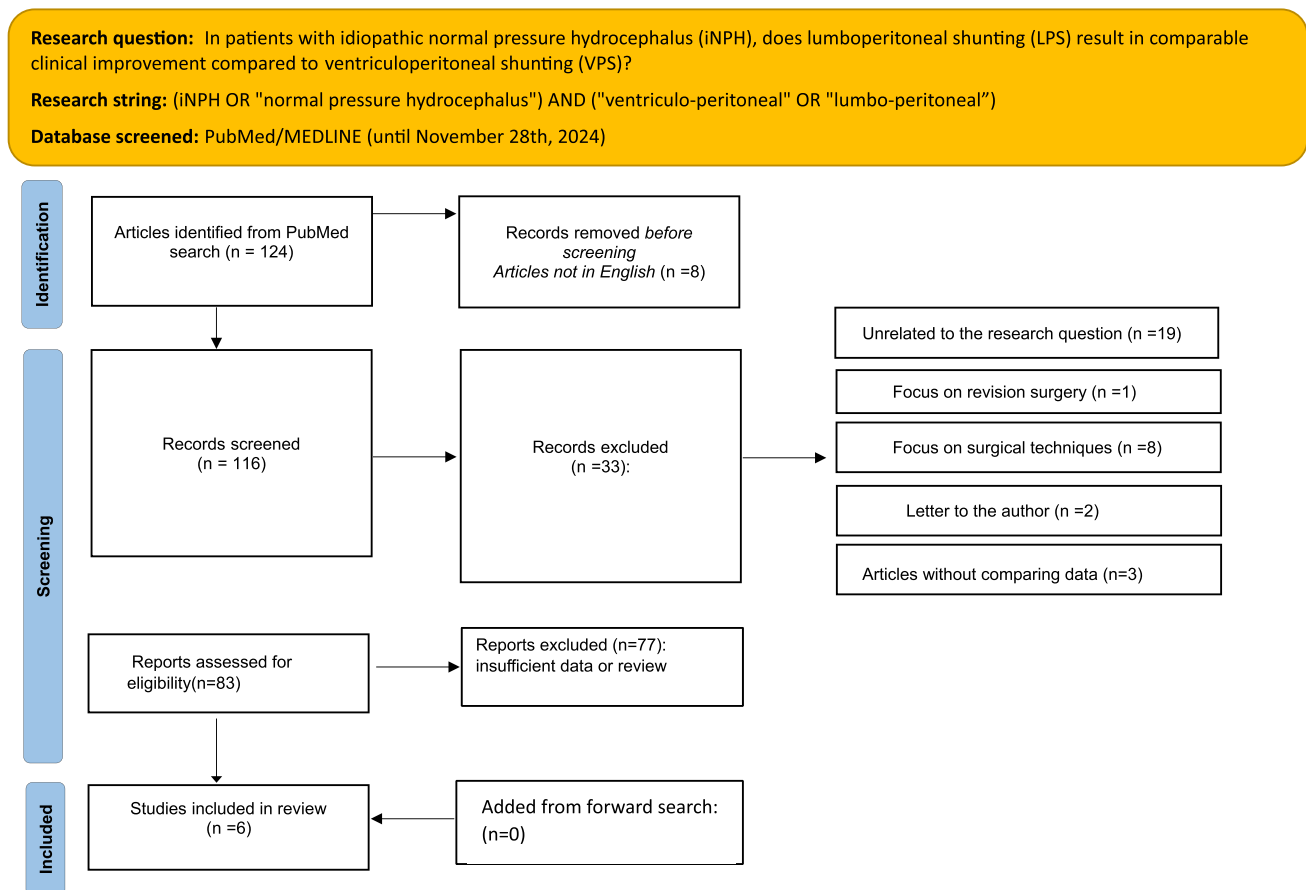 Research question: In patients with idiopathic normal pressure hydrocephalus (iNPH), does lumboperitoneal shunting (LPS) result in comparable
clinical improvement compared to ventriculoperitoneal shunting (VPS)?
Research string: (iNPH OR "normal pressure hydrocephalus") AND ("ventriculo-peritoneal" OR "lumbo-peritoneal”)
Database screened: PubMed/MEDLINE (until November 28th, 2024)
Identification
Articles identified from PubMed
search (n = 124)
Records removed before
screening
Articles not in English (n =8)
Screening
Records screened
(n = 116)
Records excluded
(n =33):
Unrelated to the research question (n =19)
Focus on revision surgery (n =1)
Focus on surgical techniques (n =8)
Letter to the author (n =2)
Articles without comparing data (n=3)
Reports assessed for
eligibility(n=83)
Reports excluded (n=77):
insufficient data or review
Included
Studies included in review
(n =6)
Added from forward search:
(n=0)